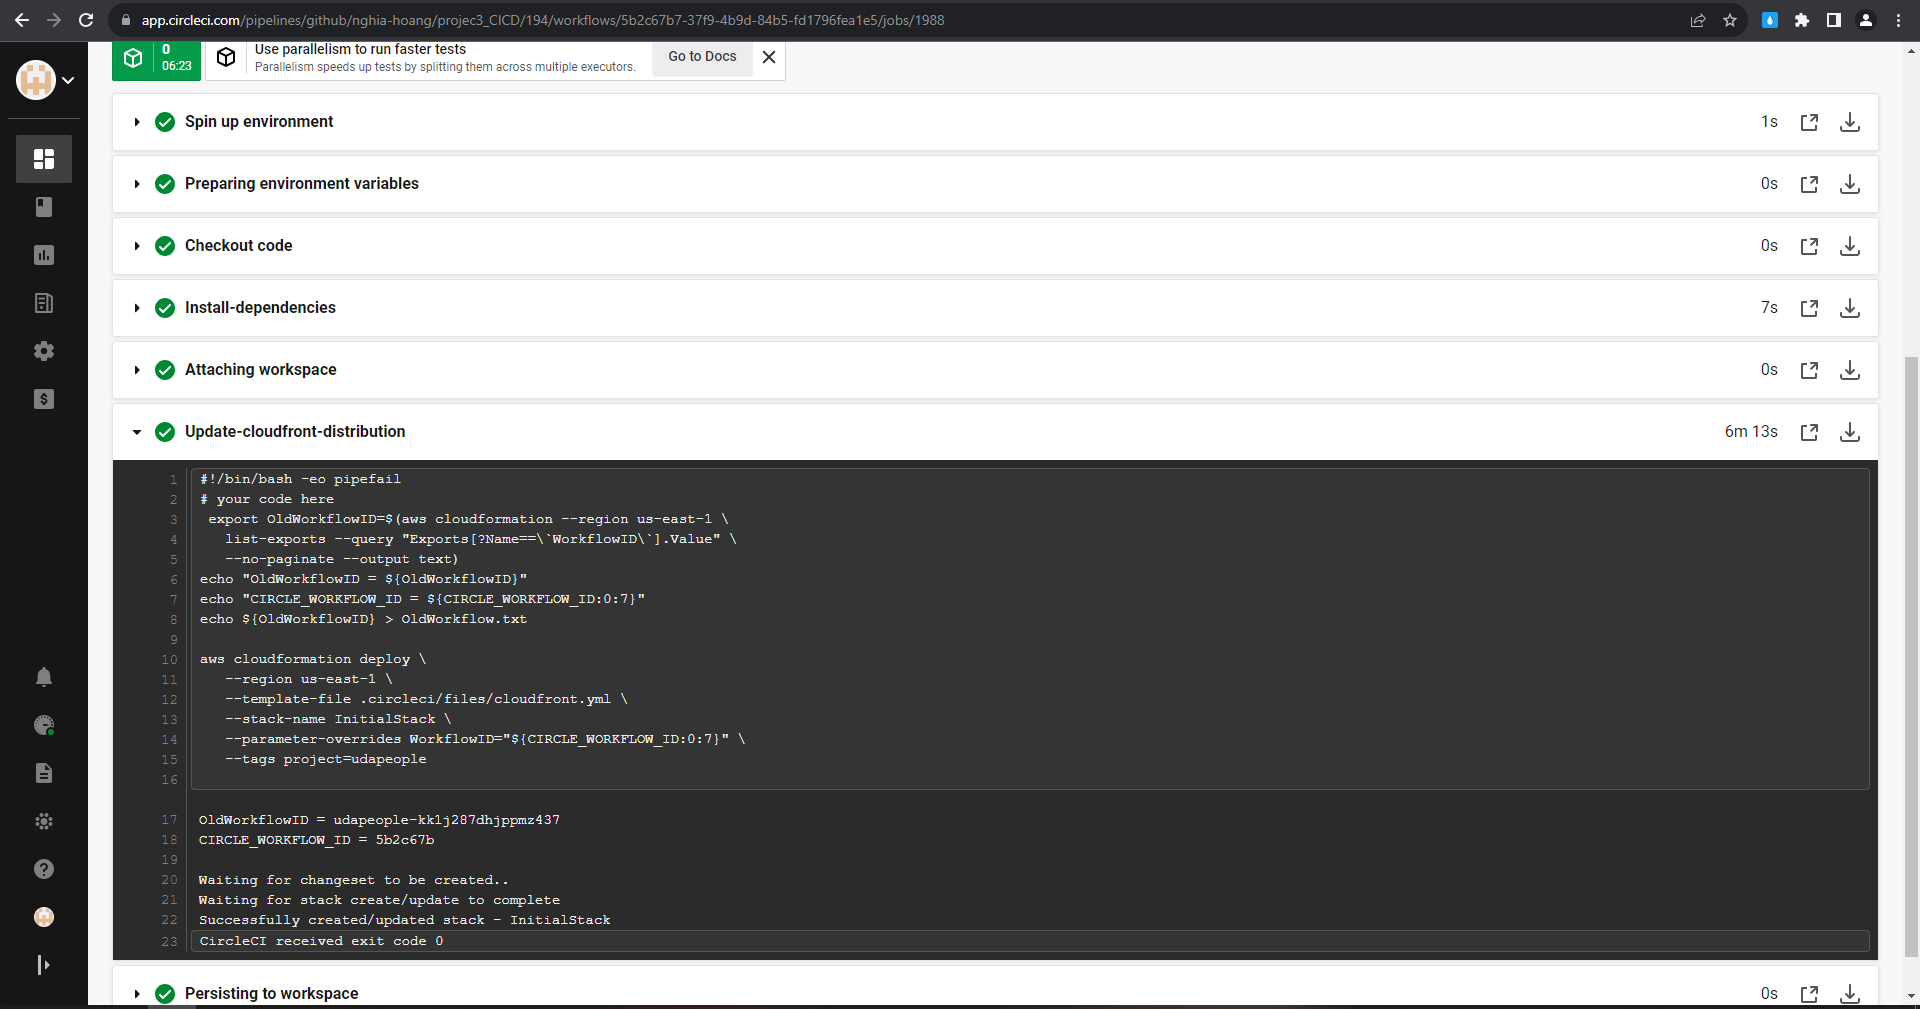 app.circleci.com/pipelines/github/nghia-hoang/projec3_CICD/194/workflows/5b2c67b7-37f9-4b9d-84b5-fd1796fea1e5/jobs/1988
0
06:23
Use parallelism to run faster tests
Parallelism speeds up tests by splitting them across multiple executors.
Go to Docs
Spin up environment 1s
Preparing environment variables 0s
Checkout code 0s
Install-dependencies 7s
Attaching workspace 0s
Update-cloudfront-distribution 6m 13s
1 #!/bin/bash -eo pipefail
2 # your code here
3 export OldWorkflowID=$(aws cloudformation --region us-east-1 \
4 list-exports --query "Exports[?Name==\`WorkflowID\`].Value" \
5 --no-paginate --output text)
6 echo "OldWorkflowID = ${OldWorkflowID}"
7 echo "CIRCLE_WORKFLOW_ID = ${CIRCLE_WORKFLOW_ID:0:7}"
8 echo ${OldWorkflowID} > OldWorkflow.txt
9
10 aws cloudformation deploy \
11 --region us-east-1 \
12 --template-file .circleci/files/cloudfront.yml \
13 --stack-name InitialStack \
14 --parameter-overrides WorkflowID="${CIRCLE_WORKFLOW_ID:0:7}" \
15 --tags project=udapeople
16
17 OldWorkflowID = udapeople-kk1j287dhjppmz437
18 CIRCLE_WORKFLOW_ID = 5b2c67b
19
20 Waiting for changeset to be created..
21 Waiting for stack create/update to complete
22 Successfully created/updated stack - InitialStack
23 CircleCI received exit code 0
Persisting to workspace 0s